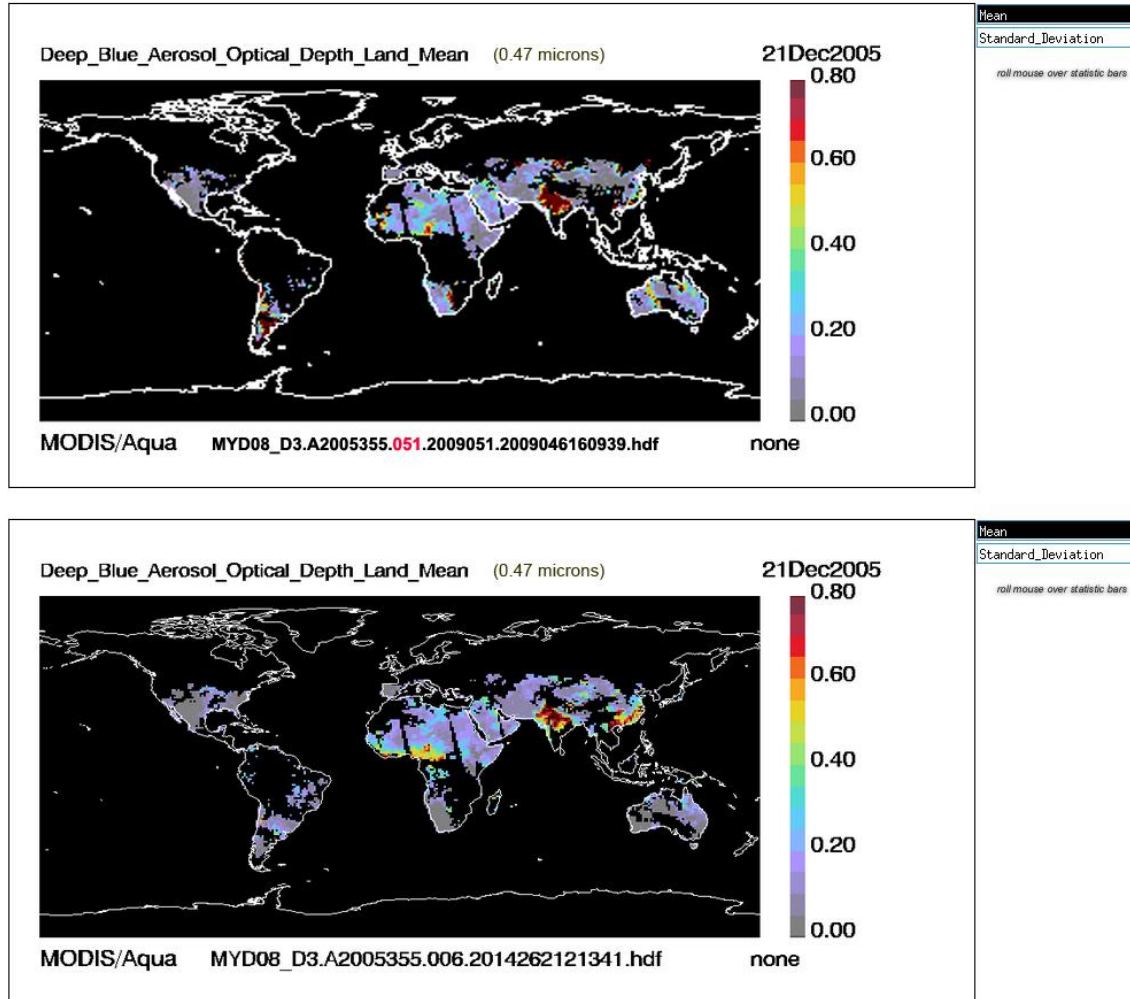 Mean
Standard_Deviation
roll mouse over statistic bars
Deep_Blue_Aerosol_Optical_Depth_Land_Mean (0.47 microns) 21Dec2005
0.80
0.60
0.40
0.20
0.00
MODIS/Aqua MYD08_D3.A2005355.051.2009051.2009046160939.hdf none
Mean
Standard_Deviation
roll mouse over statistic bars
Deep_Blue_Aerosol_Optical_Depth_Land_Mean (0.47 microns) 21Dec2005
0.80
0.60
0.40
0.20
0.00
MODIS/Aqua MYD08_D3.A2005355.006.2014262121341.hdf none